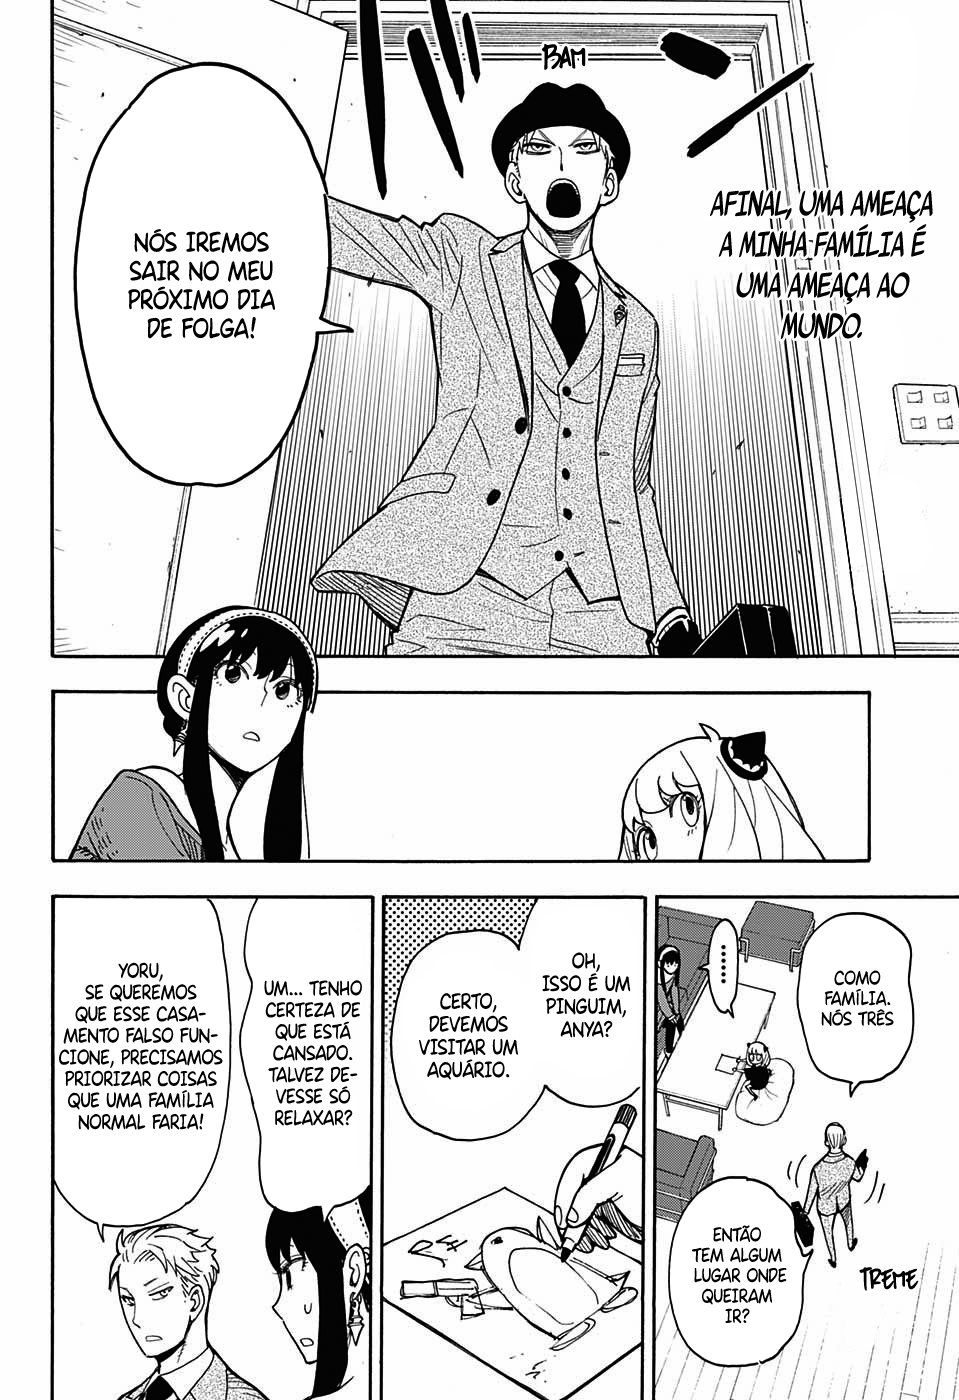 BAM
AFINAL, UMA AMEAÇA
A MINHA FAMÍLIA É
UMA AMEAÇA AO
MUNDO.
NÓS IREMOS
SAIR NO MEU
PRÓXIMO DIA
DE FOLGA!
COMO
FAMÍLIA.
NÓS TRÊS
........
ENTÃO
TEM ALGUM
LUGAR ONDE
QUEIRAM
IR?
TREME
OH,
ISSO É UM
PINGUIM,
ANYA?
CERTO,
DEVEMOS
VISITAR UM
AQUÁRIO.
UM... TENHO
CERTEZA DE
QUE ESTÁ
CANSADO.
TALVEZ DE-
VESSE SÓ
RELAXAR?
YORU,
SE QUEREMOS
QUE ESSE CASA-
MENTO FALSO FUN-
CIONE, PRECISAMOS
PRIORIZAR COISAS
QUE UMA FAMÍLIA
NORMAL FARIA!